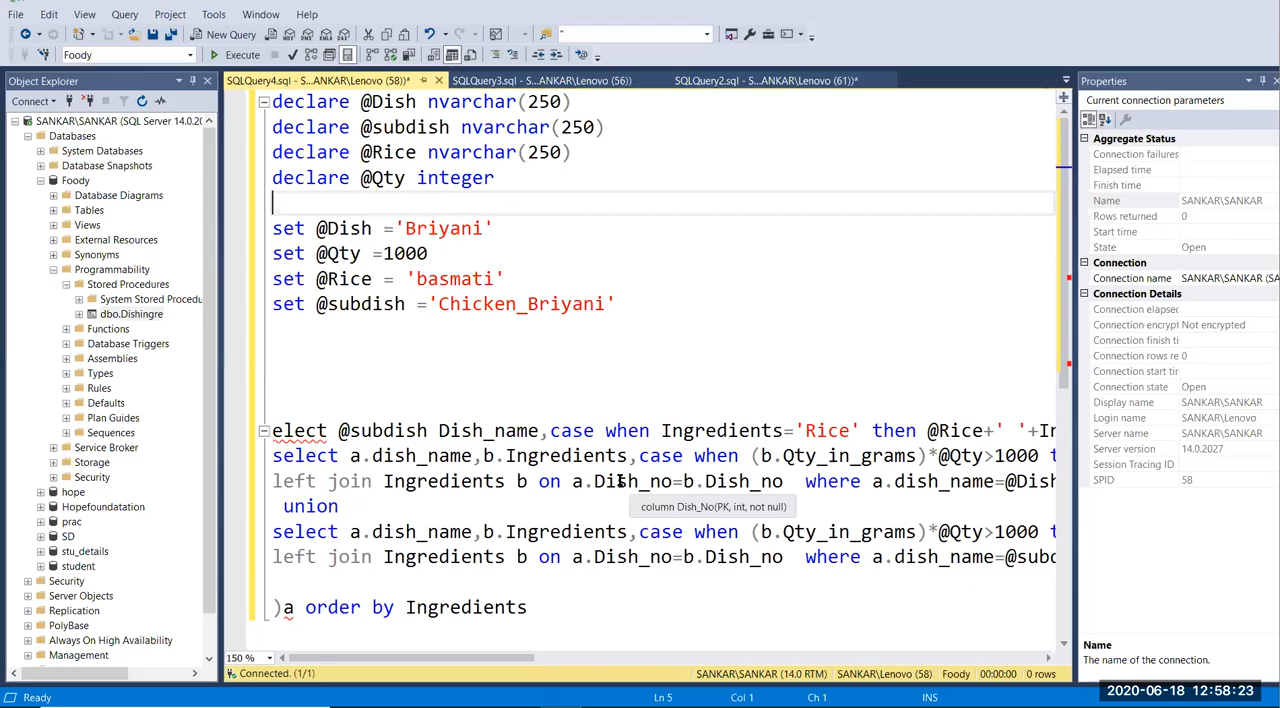 File Edit View Query Project Tools Window Help
New Query
Foody Execute
Object Explorer
Connect
SANKAR\SANKAR (SQL Server 14.0.20
Databases
System Databases
Database Snapshots
Foody
Database Diagrams
Tables
Views
External Resources
Synonyms
Programmability
Stored Procedures
System Stored Procedu
dbo.Dishingre
Functions
Database Triggers
Assemblies
Types
Rules
Defaults
Plan Guides
Sequences
Service Broker
Storage
Security
hope
Hopefoundation
prac
SD
stu_details
student
Security
Server Objects
Replication
PolyBase
Always On High Availability
Management
SQLQuery4.sql - S...ANKAR\Lenovo (58))* SQLQuery3.sql - S...ANKAR\Lenovo (56)) SQLQuery2.sql - S...ANKAR\Lenovo (61))*
declare @Dish nvarchar(250)
declare @subdish nvarchar(250)
declare @Rice nvarchar(250)
declare @Qty integer
set @Dish ='Briyani'
set @Qty =1000
set @Rice = 'basmati'
set @subdish ='Chicken_Briyani'
elect @subdish Dish_name,case when Ingredients='Rice' then @Rice+' '+In
select a.dish_name,b.Ingredients,case when (b.Qty_in_grams)*@Qty>1000 t
left join Ingredients b on a.Dish_no=b.Dish_no where a.dish_name=@Dish
union
column Dish_No(PK, int, not null)
select a.dish_name,b.Ingredients,case when (b.Qty_in_grams)*@Qty>1000 t
left join Ingredients b on a.Dish_no=b.Dish_no where a.dish_name=@subd
)a order by Ingredients
150 %
Connected. (1/1) SANKAR\SANKAR (14.0 RTM) SANKAR\Lenovo (58) Foody 00:00:00 0 rows
Properties
Current connection parameters
Aggregate Status
Connection failures
Elapsed time
Finish time
Name SANKAR\SANKAR
Rows returned 0
Start time
State Open
Connection
Connection name SANKAR\SANKAR (SA
Connection Details
Connection elapsed
Connection encrypt Not encrypted
Connection finish ti
Connection rows re 0
Connection start tir
Connection state Open
Display name SANKAR\SANKAR
Login name SANKAR\Lenovo
Server name SANKAR\SANKAR
Server version 14.0.2027
Session Tracing ID
SPID 58
Name
The name of the connection.
Ready Ln 5 Col 1 Ch 1 INS
2020-06-18 12:58:23